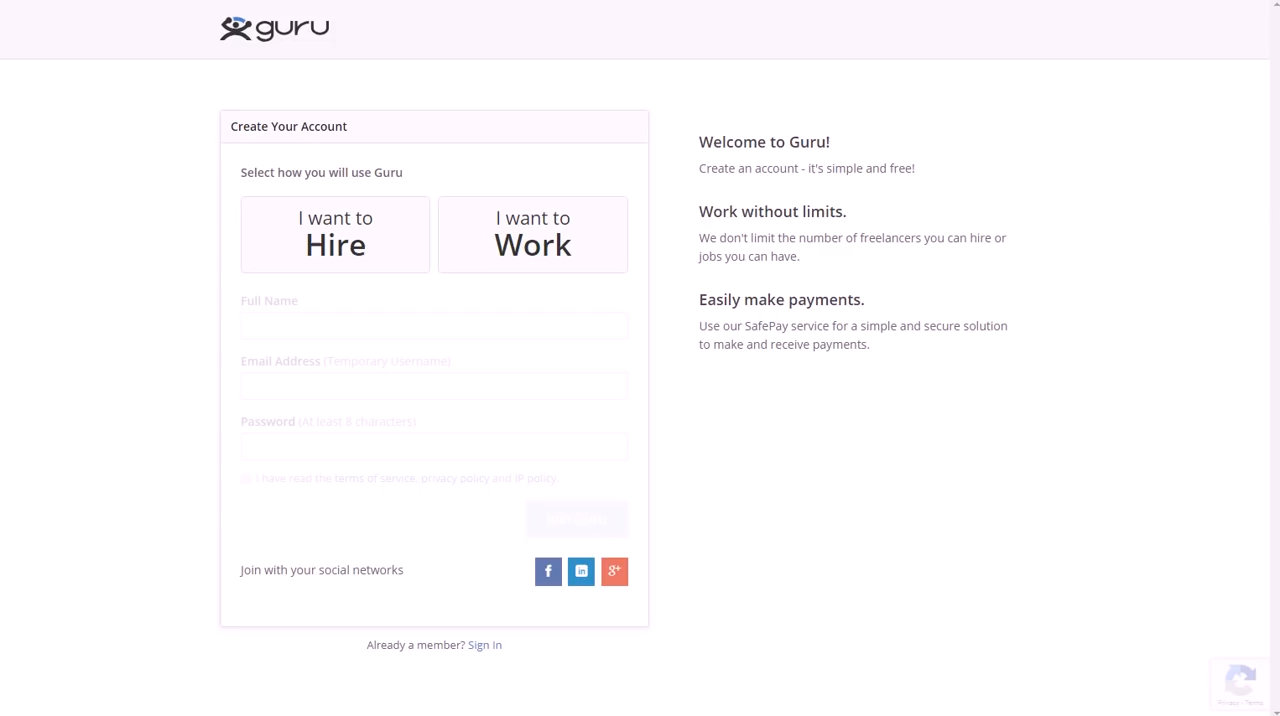 guru
Create Your Account
Select how you will use Guru
I want to
Hire
I want to
Work
Full Name
Email Address (Temporary Username)
Password (At least 8 characters)
I have read the terms of service, privacy policy and IP policy.
Join with your social networks
f
in
g+
Already a member? Sign In
Welcome to Guru!
Create an account - it's simple and free!
Work without limits.
We don't limit the number of freelancers you can hire or
jobs you can have.
Easily make payments.
Use our SafePay service for a simple and secure solution
to make and receive payments.
Privacy - Terms